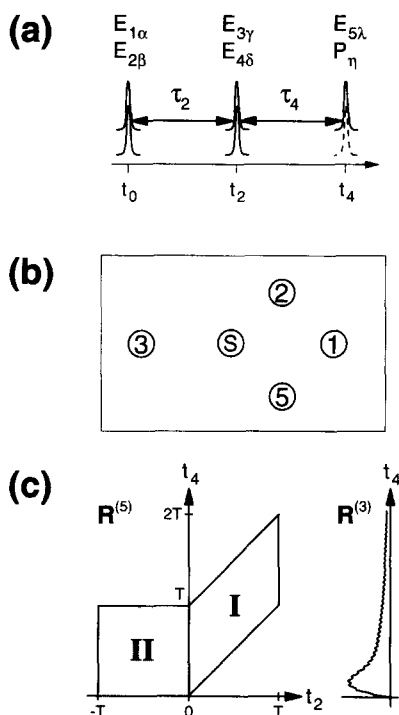 (a)
E1α E3γ E5λ
E2β E4δ Pη
τ2 τ4
t0 t2 t4
(b)
2
3 S 1
5
(c)
t4 t4
R(5) R(3)
2T
T
I
II
-T 0 T t2